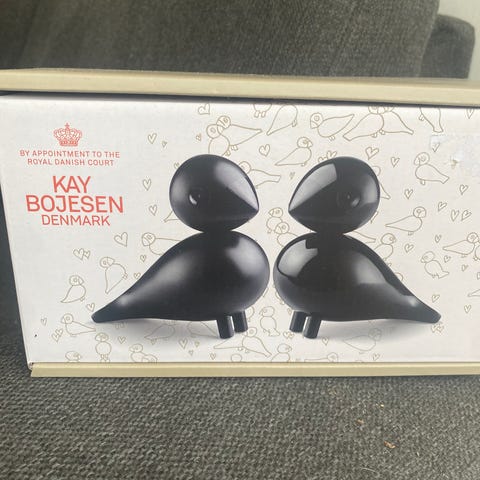 BY APPOINTMENT TO THE
ROYAL DANISH COURT
KAY
BOJESEN
DENMARK